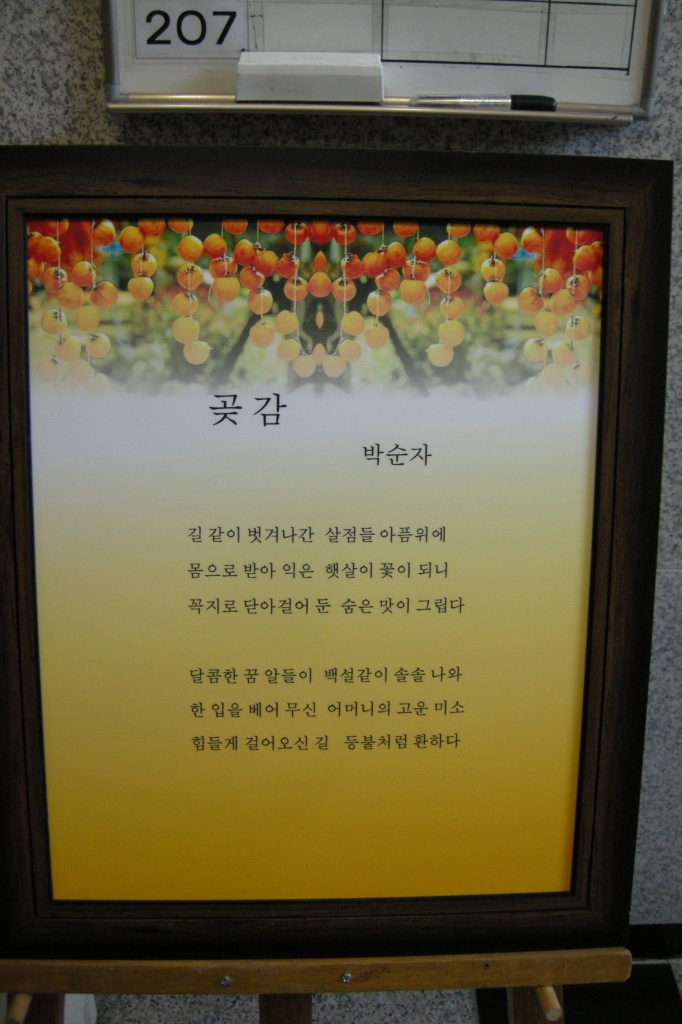 207
곶 감
박순자
길 같이 벗겨나간 살점들 아픔위에
몸으로 받아 익은 햇살이 꽃이 되니
꼭지로 닫아걸어 둔 숨은 맛이 그립다
달콤한 꿈 알들이 백설같이 솔솔 나와
한 입을 베어 무신 어머니의 고운 미소
힘들게 걸어오신 길 등불처럼 환하다